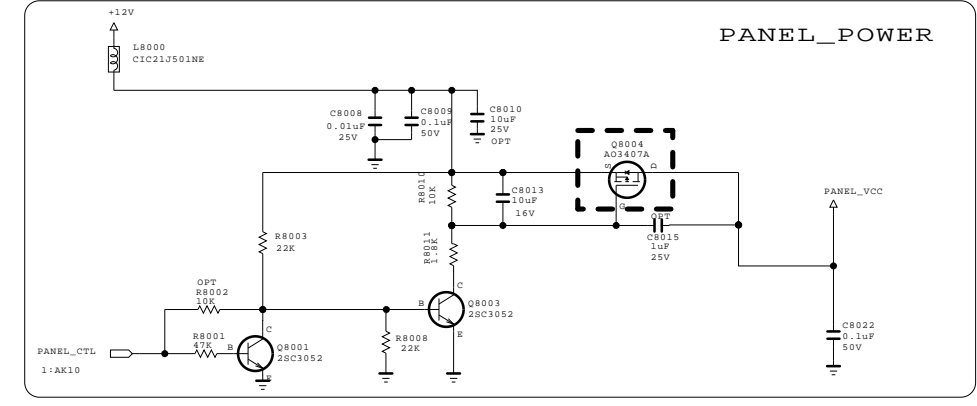 +12V
PANEL_POWER
L8000
CIC21J501NE
C8008
0.01uF
25V
C8009
0.1uF
50V
C8010
10uF
25V
OPT
Q8004
AO3407A
S
D
G
R8010
10K
C8013
10uF
16V
PANEL_VCC
OPT
C8015
1uF
25V
R8003
22K
R8011
1.8K
OPT
R8002
10K
C
B
Q8003
2SC3052
E
R8001
47K
B
C
Q8001
2SC3052
E
R8008
22K
C8022
0.1uF
50V
PANEL_CTL
1:AK10